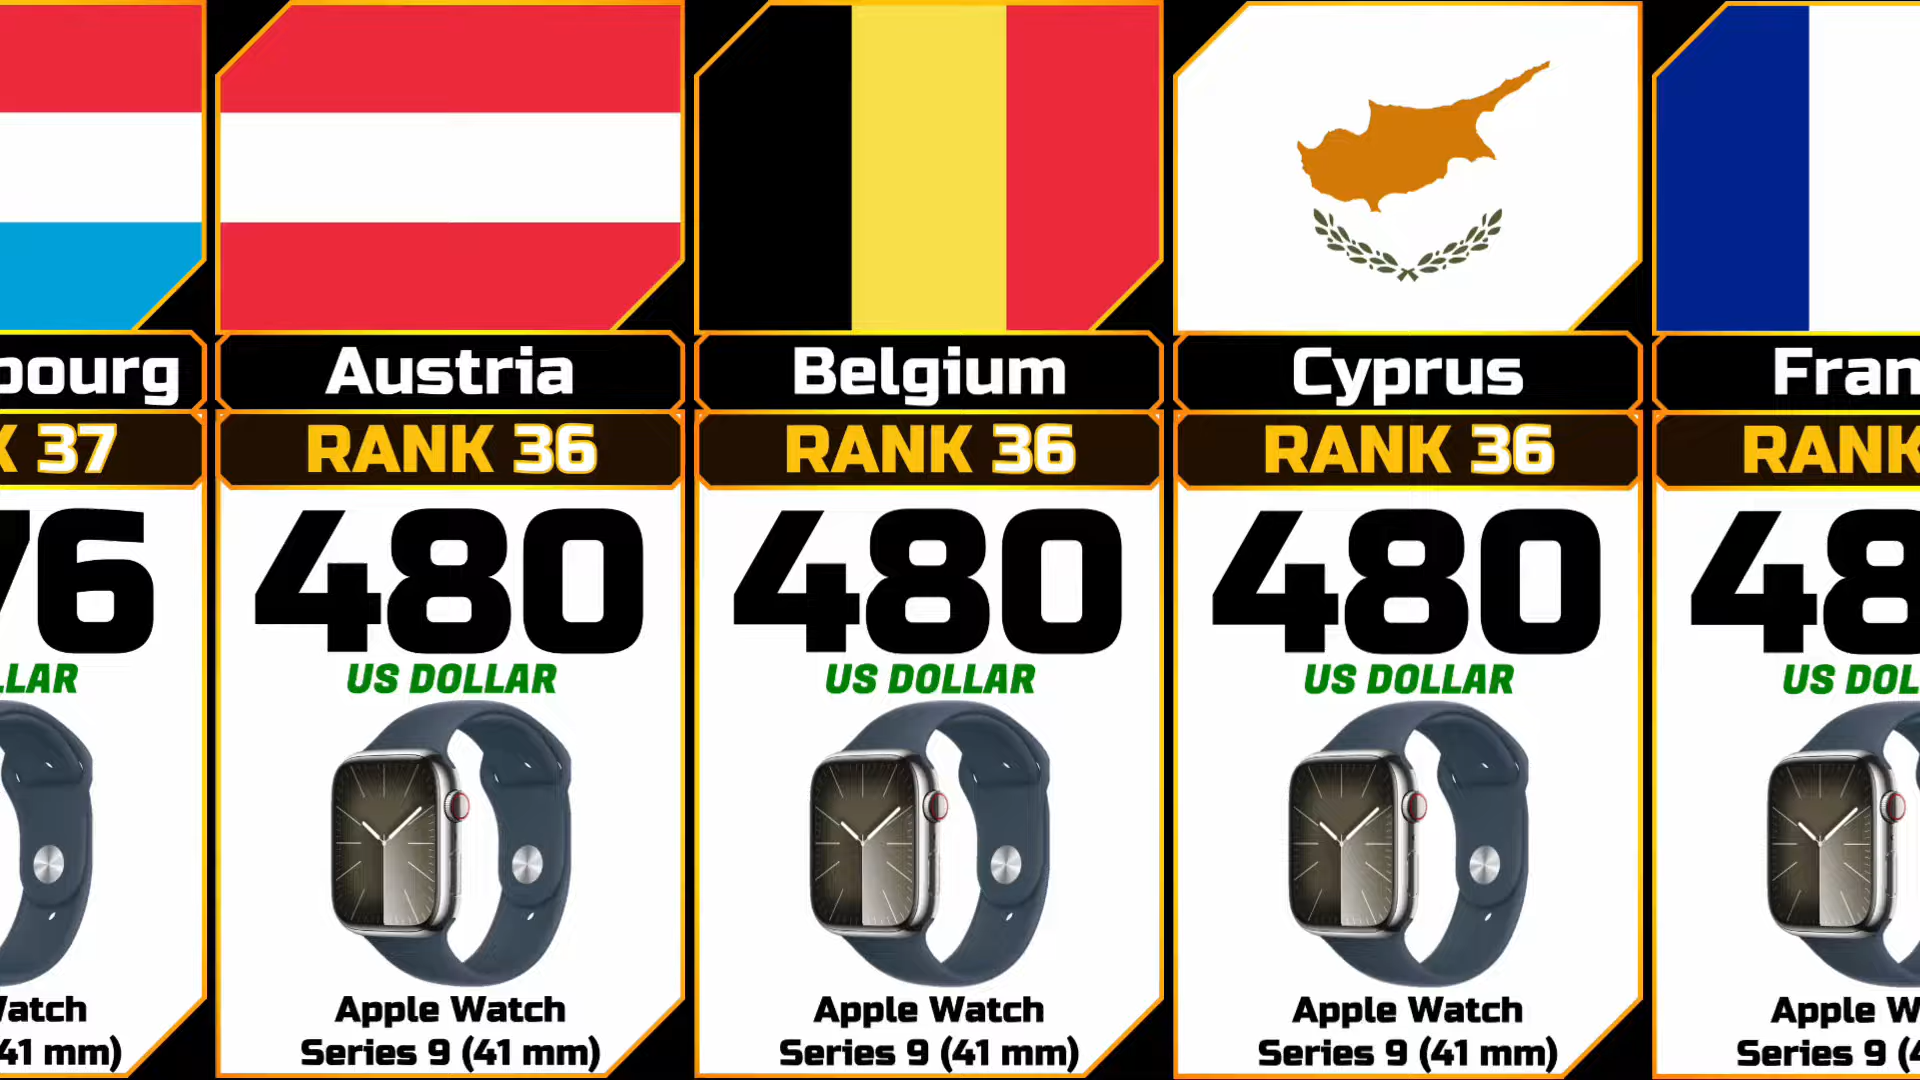 bourg
37
76
LLAR
Watch
41 mm)
Austria
RANK 36
480
US DOLLAR
Apple Watch
Series 9 (41 mm)
Belgium
RANK 36
480
US DOLLAR
Apple Watch
Series 9 (41 mm)
Cyprus
RANK 36
480
US DOLLAR
Apple Watch
Series 9 (41 mm)
Fran
RANK
48
US DOL
Apple W
Series 9 (4